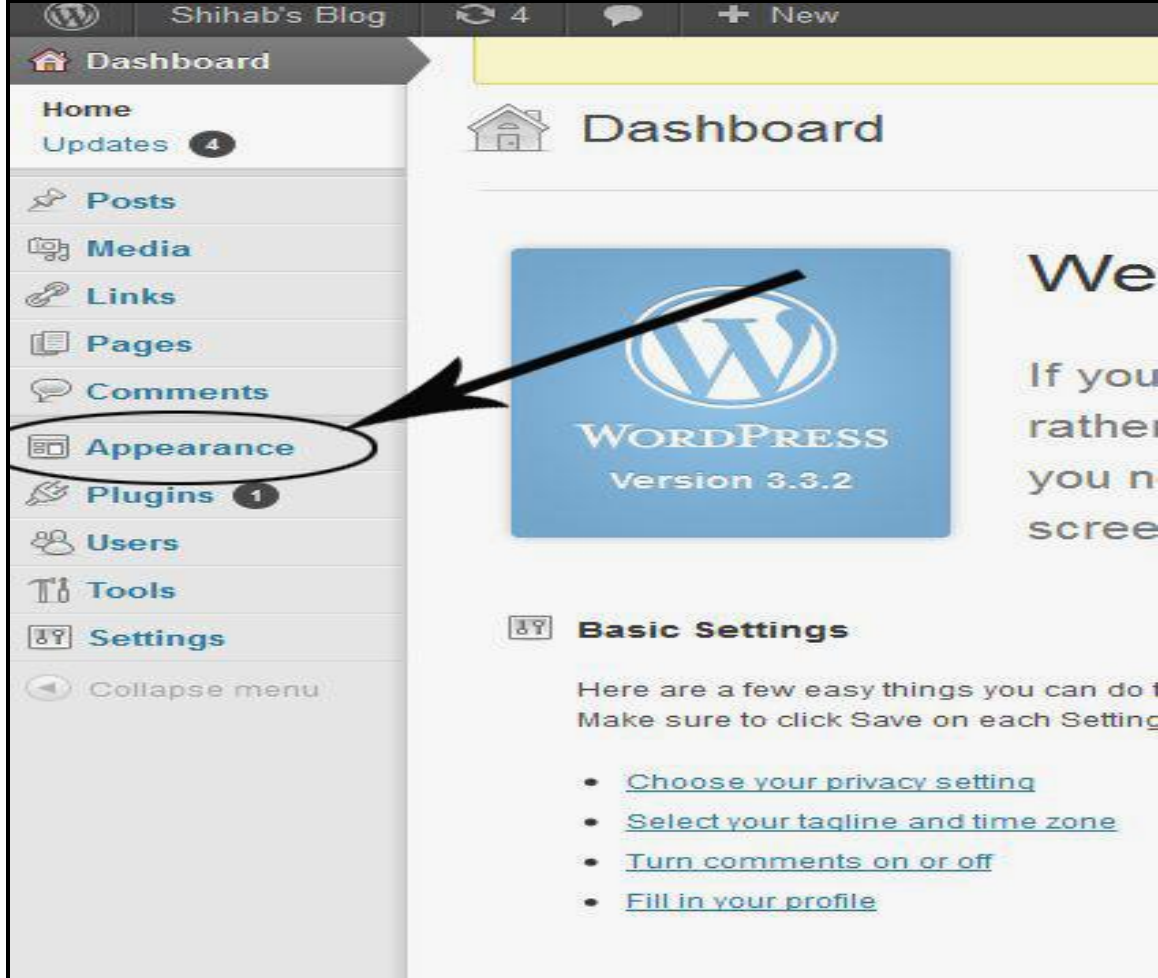 Shihab's Blog 4 New
Dashboard
Home
Updates 4
Posts
Media
Links
Pages
Comments
Appearance
Plugins 1
Users
Tools
Settings
Collapse menu
Dashboard
WORDPRESS
Version 3.3.2
We
If you
rather
you n
scree
Basic Settings
Here are a few easy things you can do
Make sure to click Save on each Setting
Choose your privacy setting
Select your tagline and time zone
Turn comments on or off
Fill in your profile